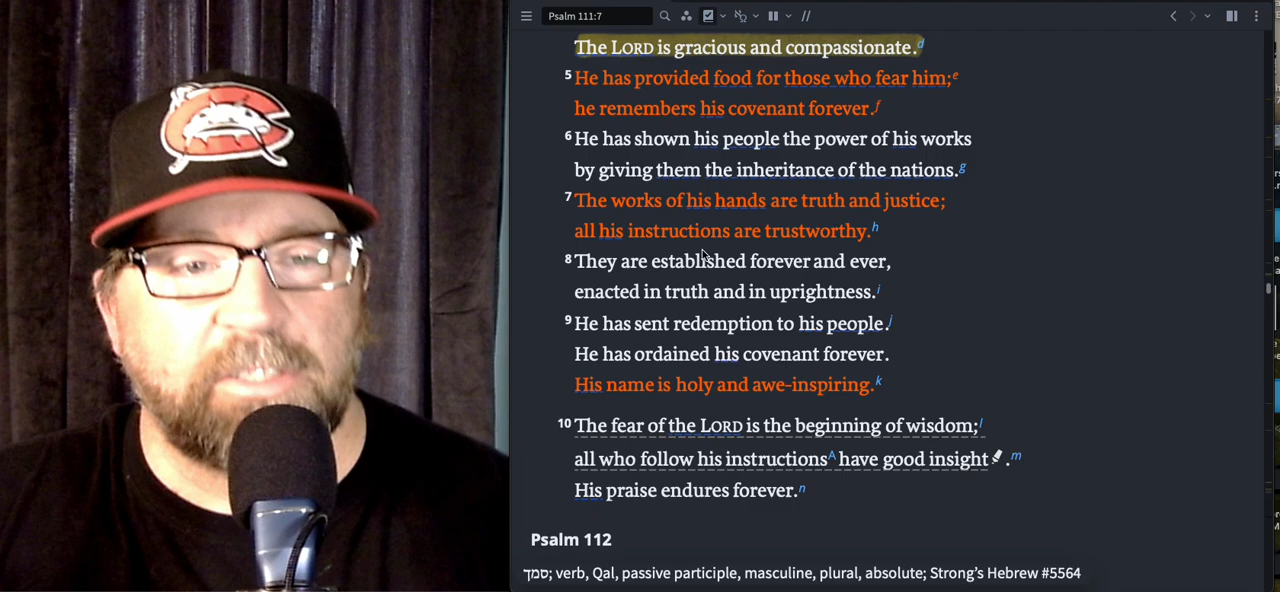 Psalm 111:7
The LORD is gracious and compassionate.d
5 He has provided food for those who fear him;e
he remembers his covenant forever.f
6 He has shown his people the power of his works
by giving them the inheritance of the nations.g
7 The works of his hands are truth and justice;
all his instructions are trustworthy.h
8 They are established forever and ever,
enacted in truth and in uprightness.i
9 He has sent redemption to his people.j
He has ordained his covenant forever.
His name is holy and awe-inspiring.k
10 The fear of the LORD is the beginning of wisdom;l
all who follow his instructionsA have good insight.m
His praise endures forever.n
Psalm 112
סמך; verb, Qal, passive participle, masculine, plural, absolute; Strong’s Hebrew #5564